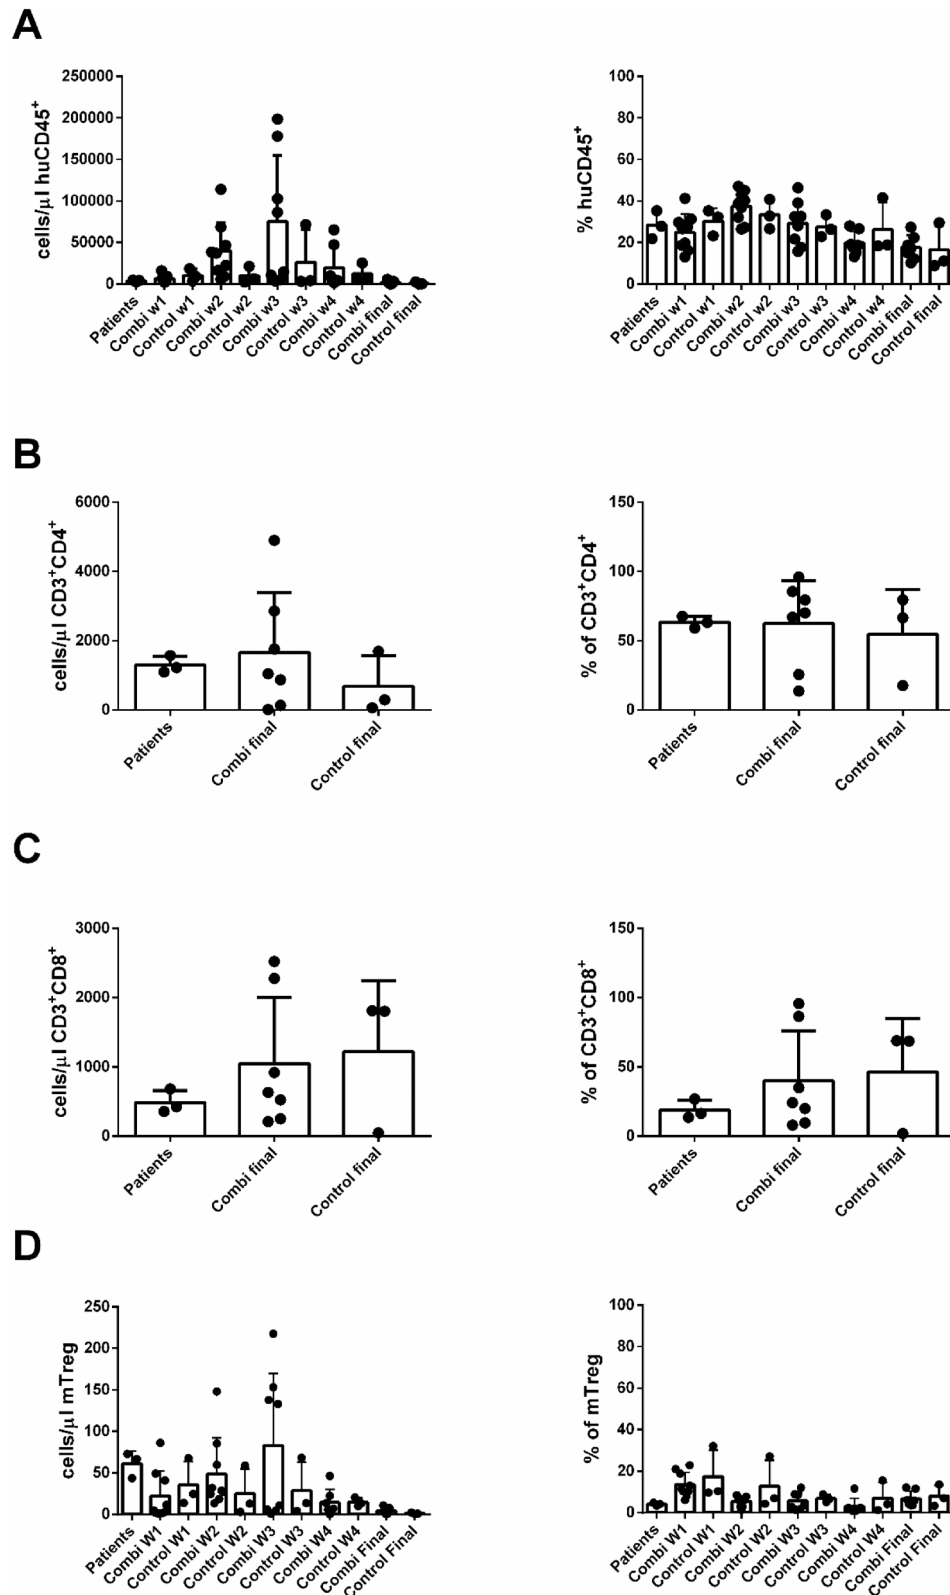 A
cells/μl huCD45+
250000
200000
150000
100000
50000
0
Patients
Combi w1
Control w1
Combi w2
Control w2
Combi w3
Control w3
Combi w4
Control w4
Combi final
Control final
% huCD45+
100
80
60
40
20
0
Patients
Combi w1
Control w1
Combi w2
Control w2
Combi w3
Control w3
Combi w4
Control w4
Combi final
Control final
B
cells/μl CD3+CD4+
6000
4000
2000
0
Patients
Combi final
Control final
% of CD3+CD4+
150
100
50
0
Patients
Combi final
Control final
C
cells/μl CD3+CD8+
3000
2000
1000
0
Patients
Combi final
Control final
% of CD3+CD8+
150
100
50
0
Patients
Combi final
Control final
D
cells/μl mTreg
250
200
150
100
50
0
Patients
Combi W1
Control W1
Combi W2
Control W2
Combi W3
Control W3
Combi W4
Control W4
Combi Final
Control Final
% of mTreg
100
80
60
40
20
0
Patients
Combi W1
Control W1
Combi W2
Control W2
Combi W3
Control W3
Combi W4
Control W4
Combi Final
Control Final